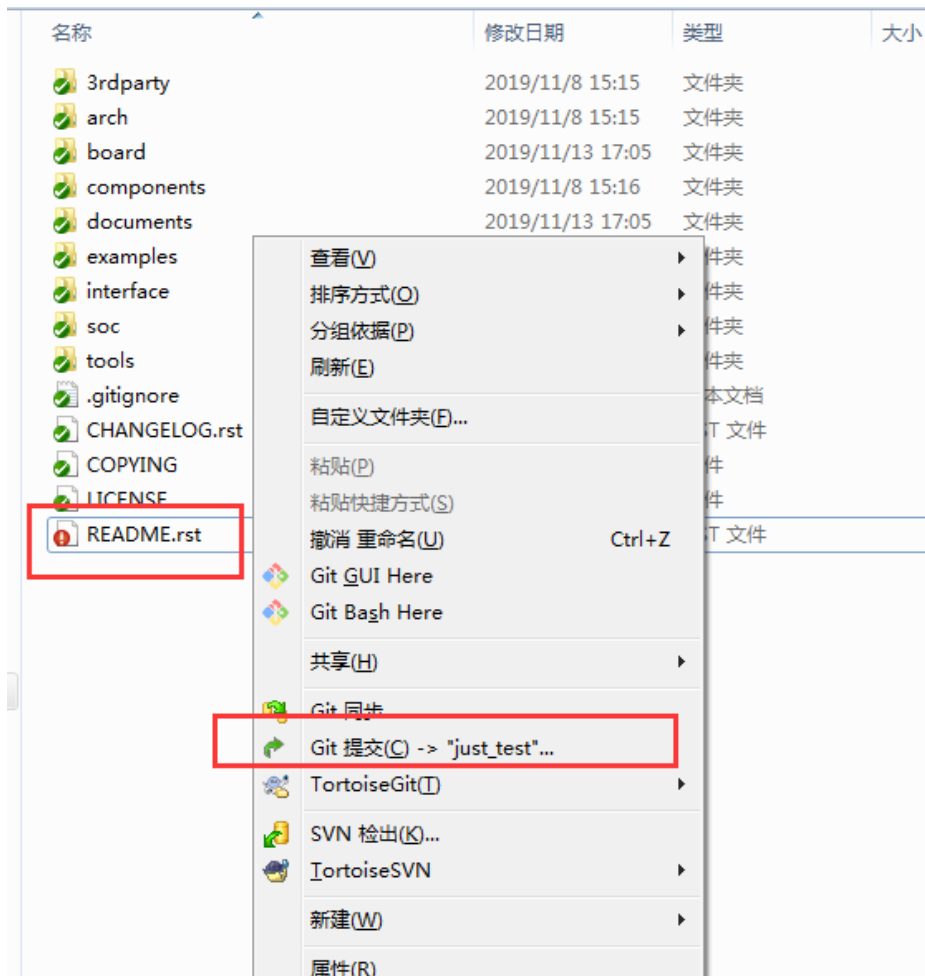 名称 修改日期 类型 大小
3rdparty 2019/11/8 15:15 文件夹
arch 2019/11/8 15:15 文件夹
board 2019/11/13 17:05 文件夹
components 2019/11/8 15:16 文件夹
documents 2019/11/13 17:05 文件夹
examples 件夹
interface 件夹
soc 件夹
tools 件夹
.gitignore 本文档
CHANGELOG.rst T 文件
COPYING 件
LICENSE 件
README.rst T 文件
查看(V)
排序方式(O)
分组依据(P)
刷新(E)
自定义文件夹(F)...
粘贴(P)
粘贴快捷方式(S)
撤消 重命名(U) Ctrl+Z
Git GUI Here
Git Bash Here
共享(H)
Git 同步
Git 提交(C) -> "just_test"...
TortoiseGit(T)
SVN 检出(K)...
TortoiseSVN
新建(W)
属性(R)